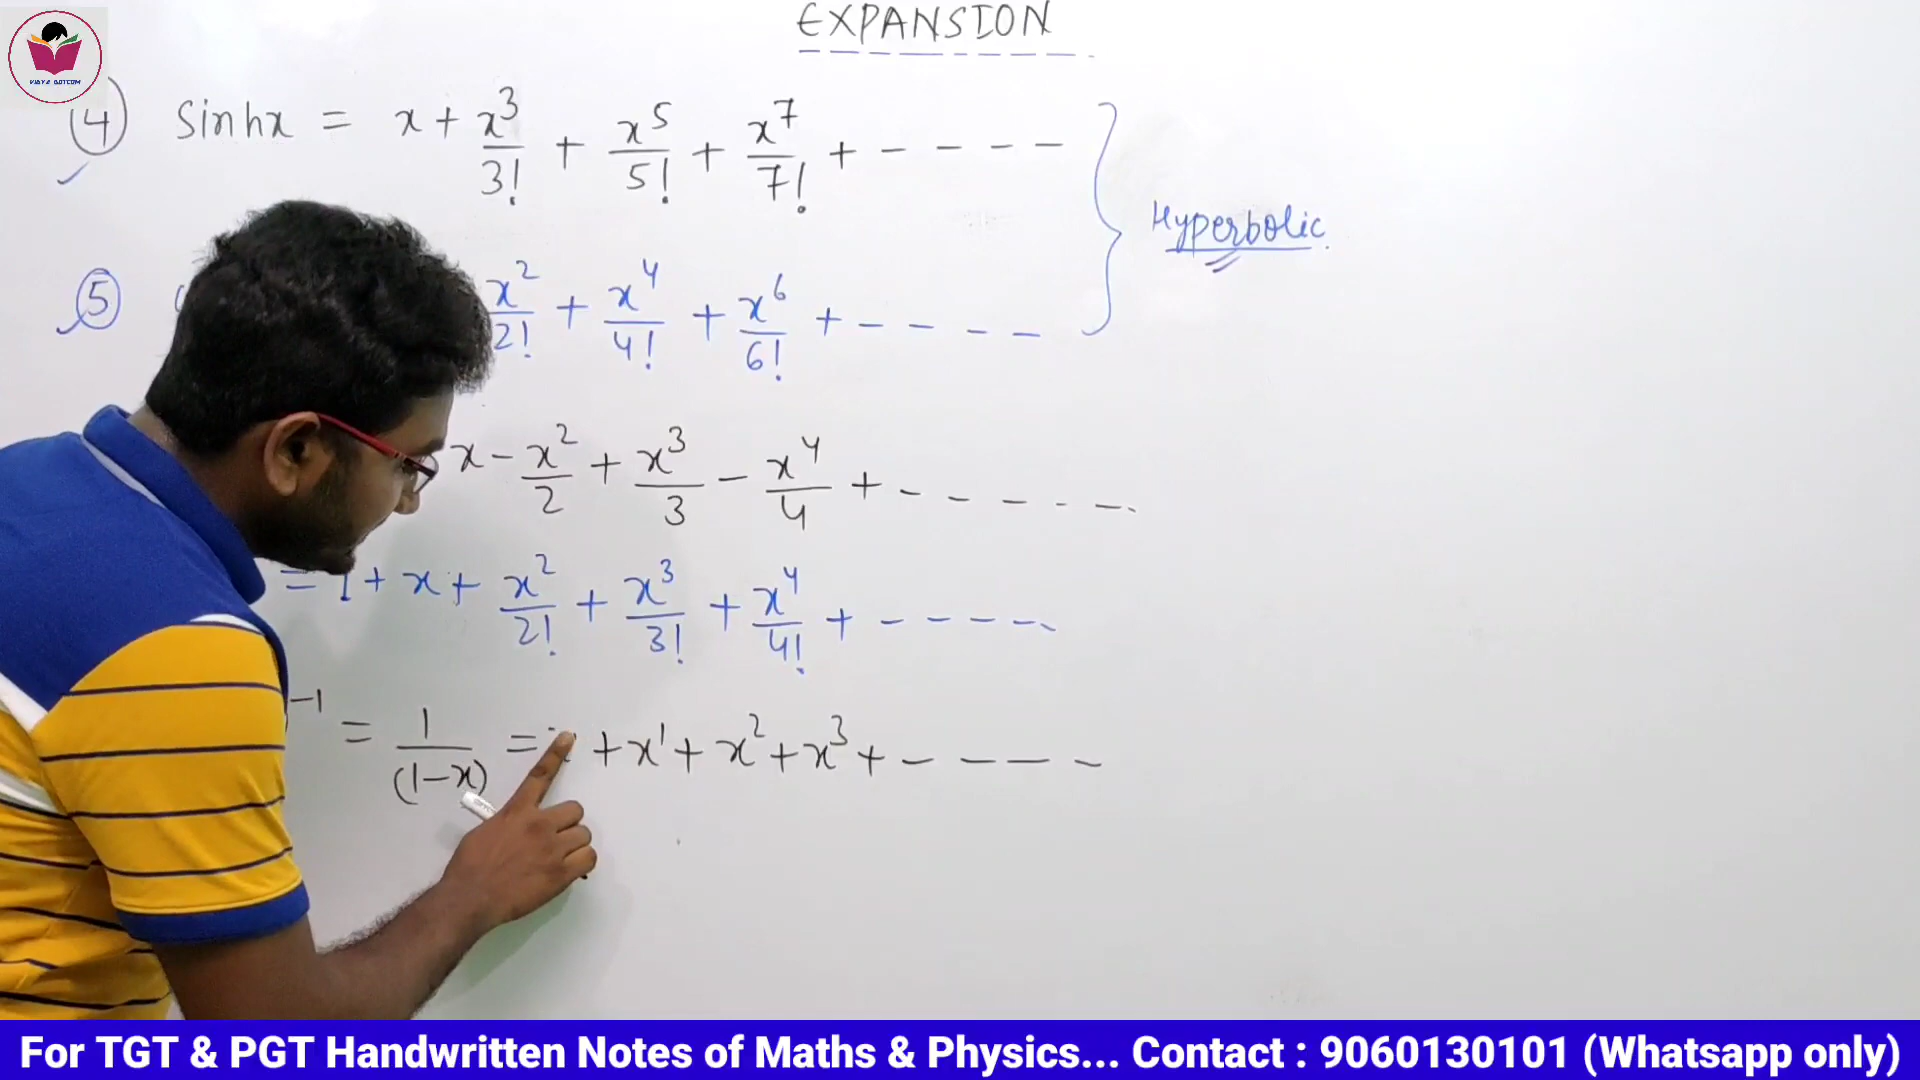 EXPANSION
④ Sinhx = x + x³/3! + x⁵/5! + x⁷/7! + - - - -
Hyperbolic
⑤ x²/2! + x⁴/4! + x⁶/6! + - - - -
x - x²/2 + x³/3 - x⁴/4 + - - - - -
= 1 + x + x²/2! + x³/3! + x⁴/4! + - - - -
-1 = 1/(1-x) = + x¹ + x² + x³ + - - - -
VIDYA DOTCOM
For TGT & PGT Handwritten Notes of Maths & Physics... Contact : 9060130101 (Whatsapp only)